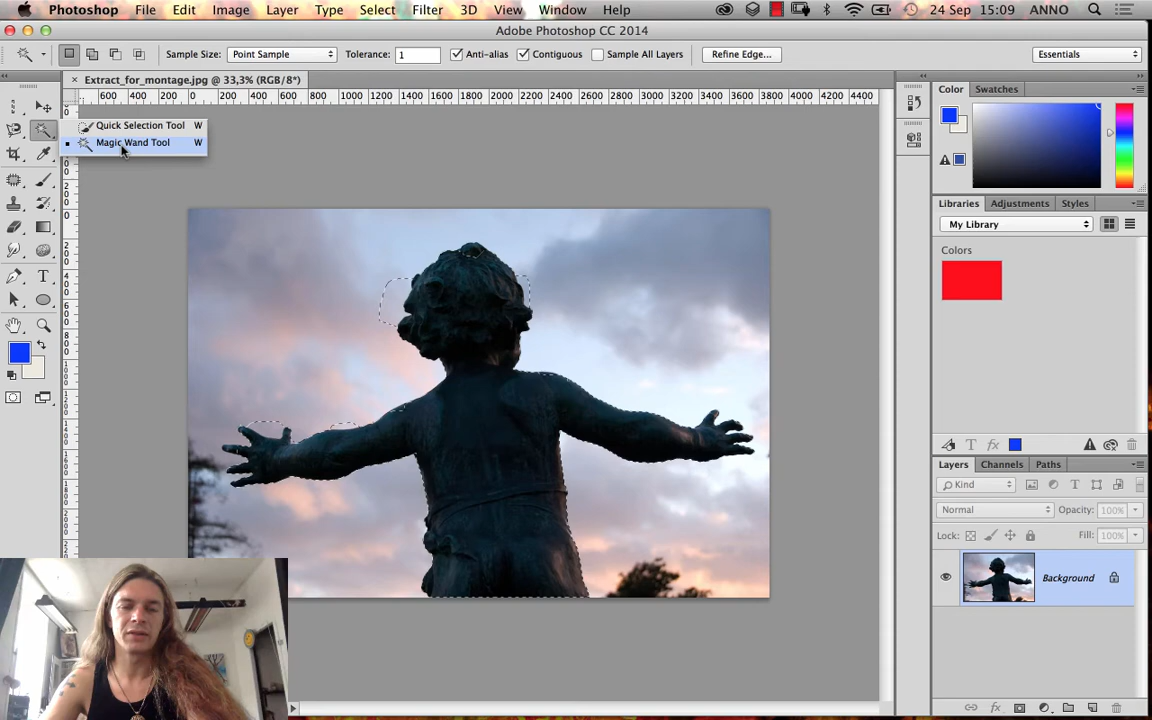 Photoshop File Edit Image Layer Type Select Filter 3D View Window Help 24 Sep 15:09 ANNO
Adobe Photoshop CC 2014
Sample Size: Point Sample Tolerance: 1 Anti-alias Contiguous Sample All Layers Refine Edge... Essentials
× Extract_for_montage.jpg @ 33,3% (RGB/8*)
600 400 200 0 200 400 600 800 1000 1200 1400 1600 1800 2000 2200 2400 2600 2800 3000 3200 3400 3600 3800 4000 4200 4400
Quick Selection Tool W
Magic Wand Tool W
Color Swatches
Libraries Adjustments Styles
My Library
Colors
Layers Channels Paths
Kind
Normal Opacity: 100%
Lock: Fill: 100%
Background